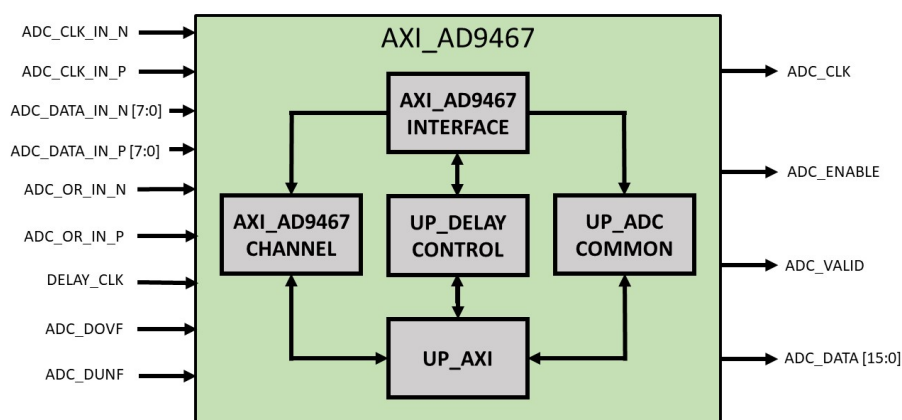 AXI_AD9467
ADC_CLK_IN_N
ADC_CLK_IN_P
ADC_DATA_IN_N [7:0]
ADC_DATA_IN_P [7:0]
ADC_OR_IN_N
ADC_OR_IN_P
DELAY_CLK
ADC_DOVF
ADC_DUNF
AXI_AD9467
INTERFACE
AXI_AD9467
CHANNEL
UP_DELAY
CONTROL
UP_ADC
COMMON
UP_AXI
ADC_CLK
ADC_ENABLE
ADC_VALID
ADC_DATA [15:0]